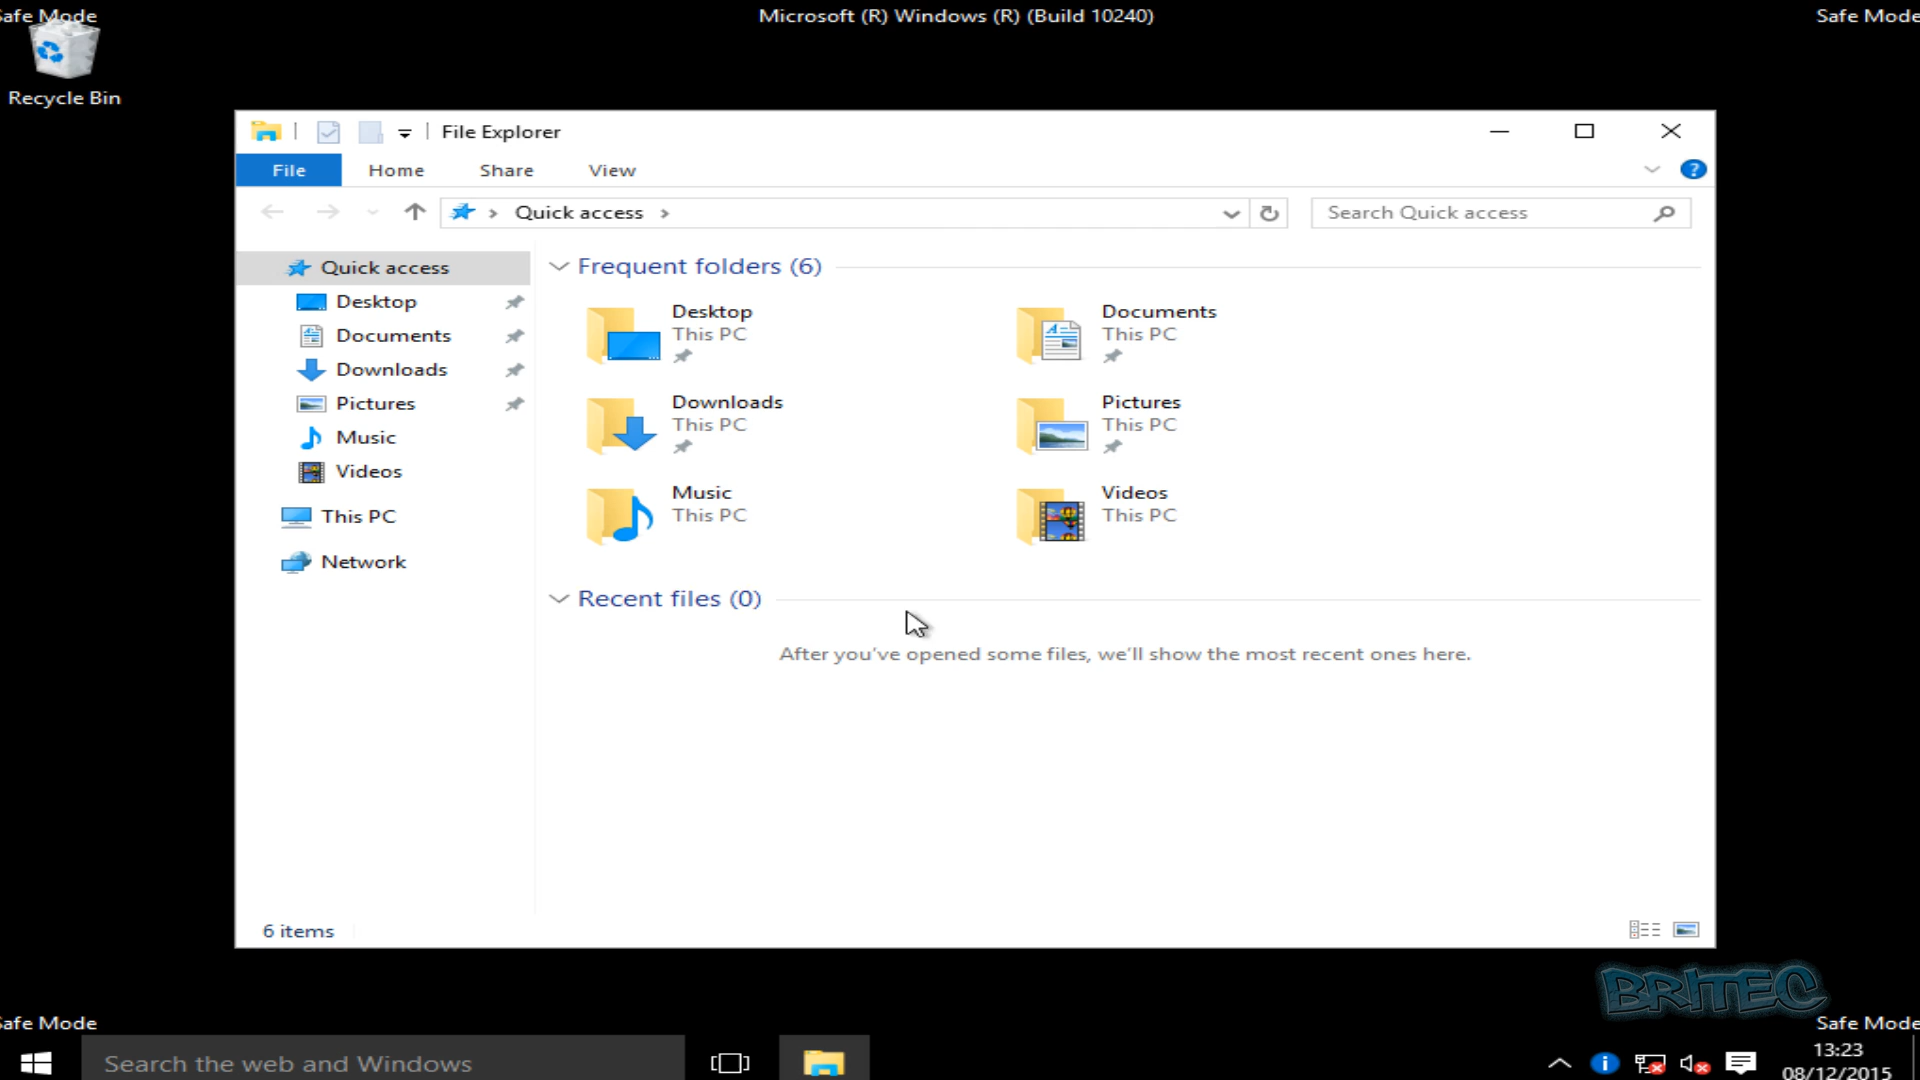 Safe Mode
Microsoft (R) Windows (R) (Build 10240)
Safe Mode
Recycle Bin
File Explorer
File
Home
Share
View
Quick access
Search Quick access
Quick access
Desktop
Documents
Downloads
Pictures
Music
Videos
This PC
Network
Frequent folders (6)
Desktop
This PC
Documents
This PC
Downloads
This PC
Pictures
This PC
Music
This PC
Videos
This PC
Recent files (0)
After you've opened some files, we'll show the most recent ones here.
6 items
BRITEC
Safe Mode
Safe Mode
Search the web and Windows
13:23
08/12/2015